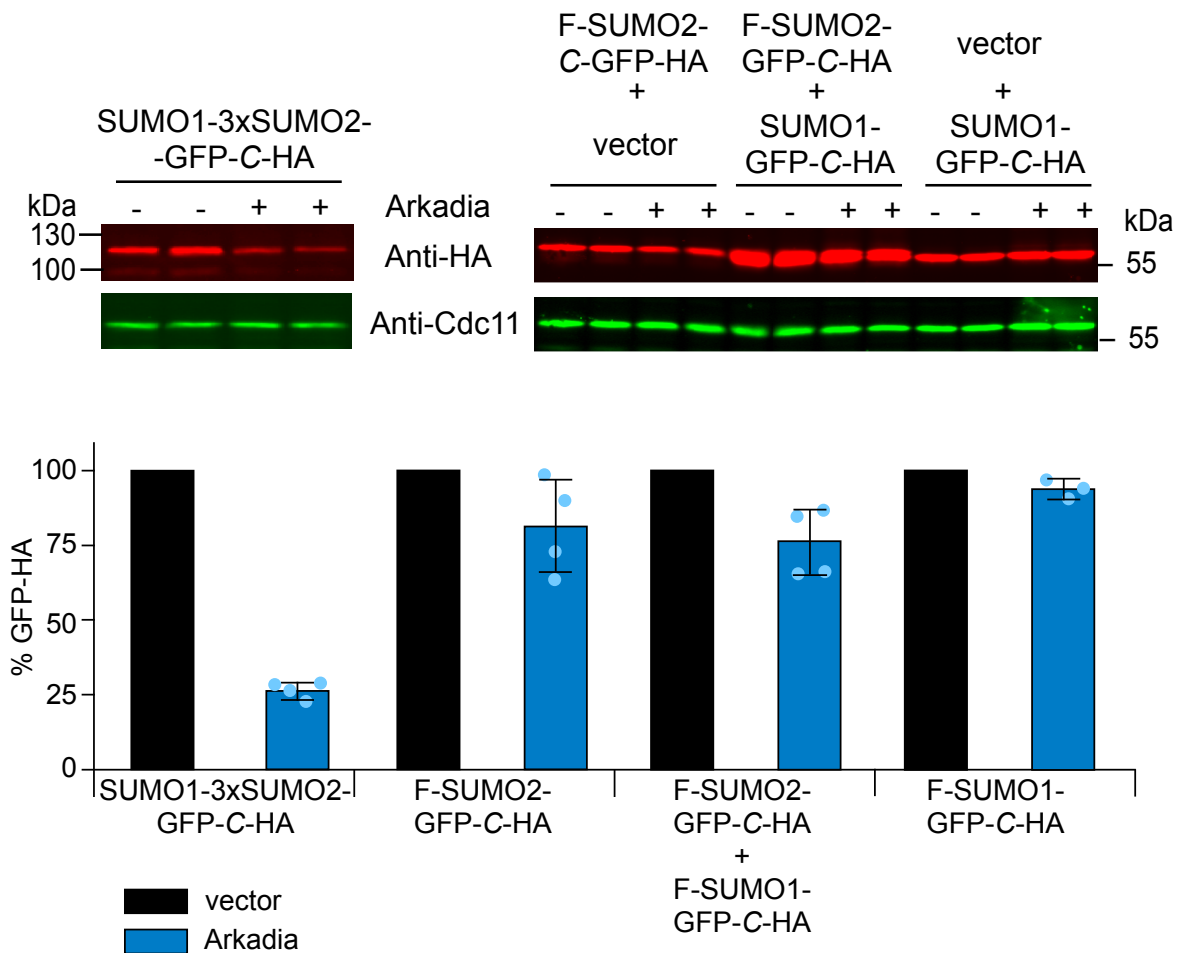 F-SUMO2-
C-GFP-HA
+
vector
F-SUMO2-
GFP-C-HA
+
SUMO1-
GFP-C-HA
vector
+
SUMO1-
GFP-C-HA
SUMO1-3xSUMO2-
-GFP-C-HA
kDa - - + + Arkadia - - + + - - + + - - + + kDa
130
100
Anti-HA
55
Anti-Cdc11
55
% GFP-HA
100
75
50
25
0
SUMO1-3xSUMO2-
GFP-C-HA
F-SUMO2-
GFP-C-HA
F-SUMO2-
GFP-C-HA
+
F-SUMO1-
GFP-C-HA
F-SUMO1-
GFP-C-HA
vector
Arkadia